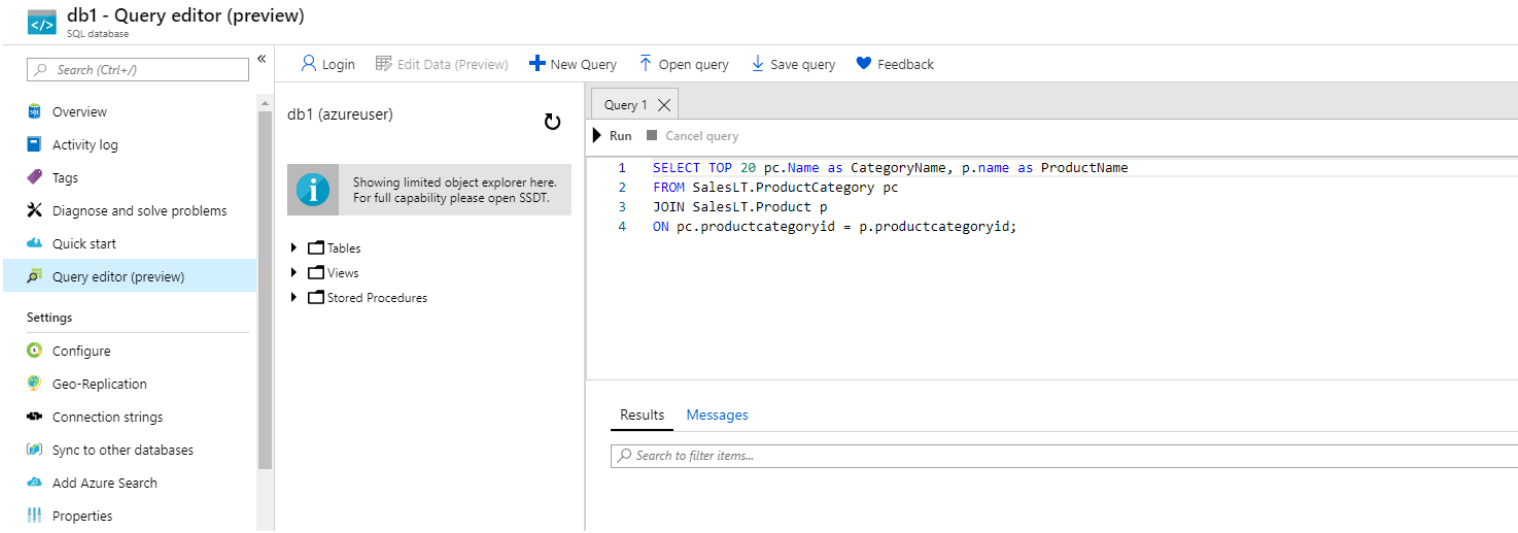 db1 - Query editor (preview)
SQL database
Search (Ctrl+/)
«
Overview
Activity log
Tags
Diagnose and solve problems
Quick start
Query editor (preview)
Settings
Configure
Geo-Replication
Connection strings
Sync to other databases
Add Azure Search
Properties
Login Edit Data (Preview) New Query Open query Save query Feedback
db1 (azureuser)
Showing limited object explorer here.
For full capability please open SSDT.
Tables
Views
Stored Procedures
Query 1
Run Cancel query
1 SELECT TOP 20 pc.Name as CategoryName, p.name as ProductName
2 FROM SalesLT.ProductCategory pc
3 JOIN SalesLT.Product p
4 ON pc.productcategoryid = p.productcategoryid;
Results Messages
Search to filter items...